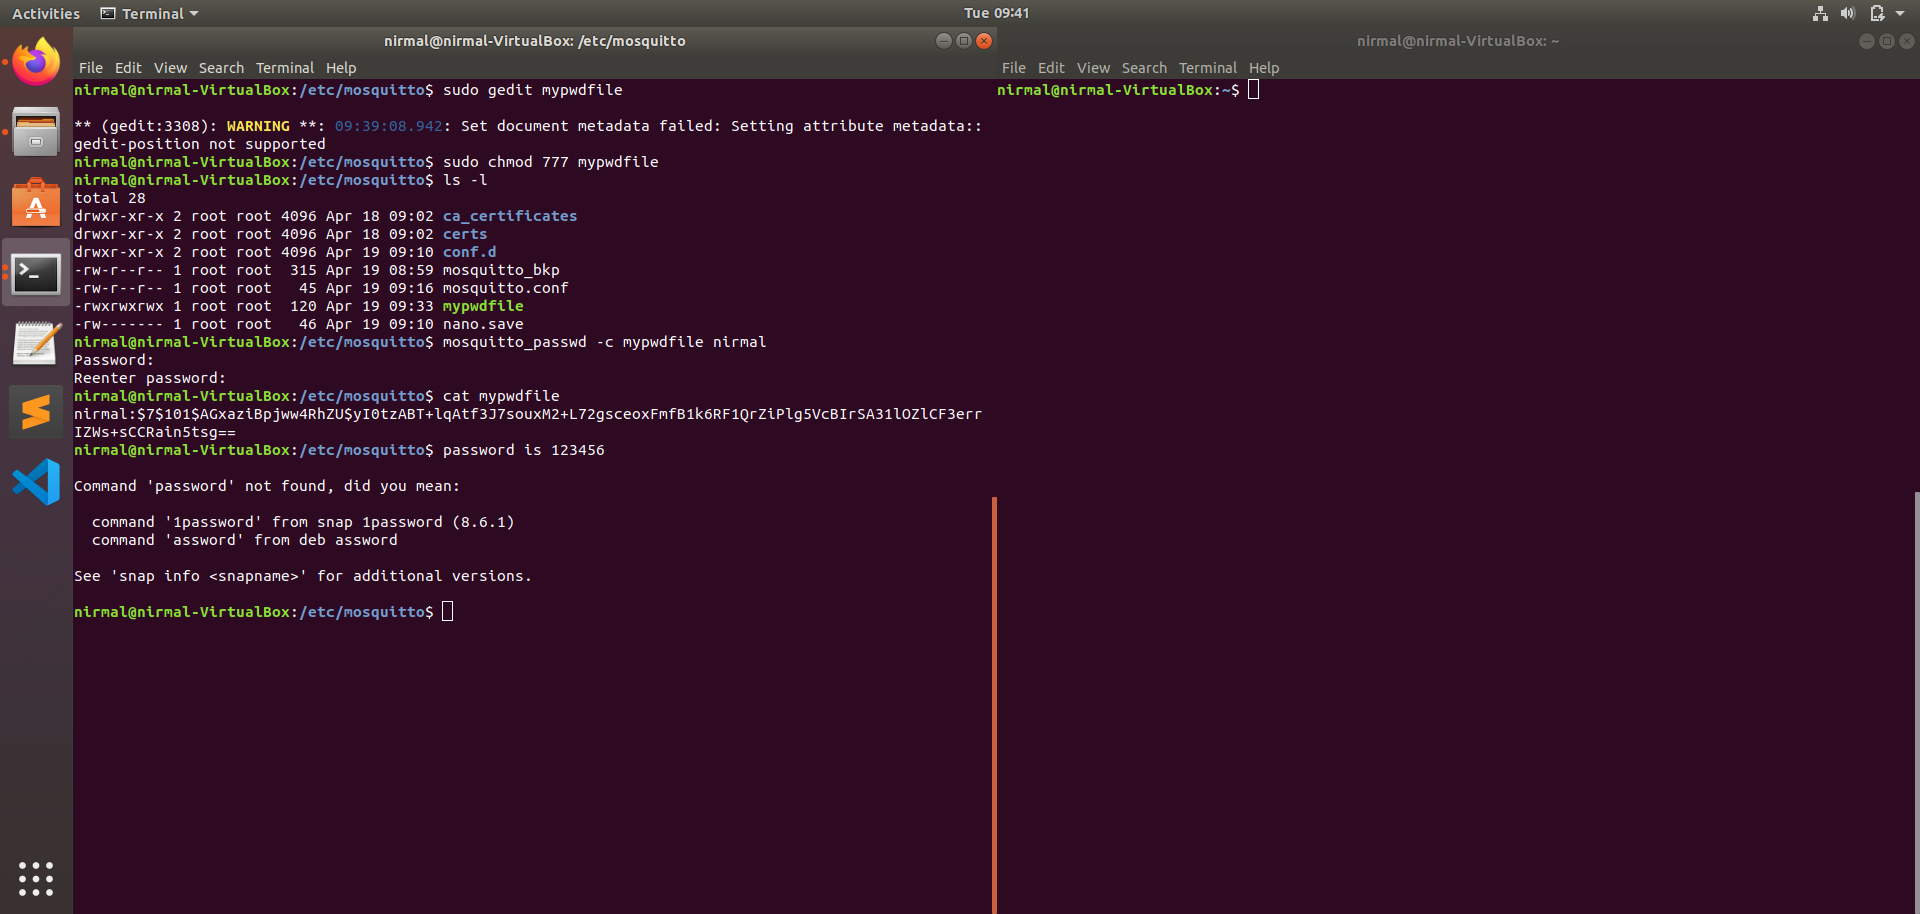 Activities Terminal Tue 09:41
nirmal@nirmal-VirtualBox: /etc/mosquitto
File Edit View Search Terminal Help
nirmal@nirmal-VirtualBox:/etc/mosquitto$ sudo gedit mypwdfile
** (gedit:3308): WARNING **: 09:39:08.942: Set document metadata failed: Setting attribute metadata::
gedit-position not supported
nirmal@nirmal-VirtualBox:/etc/mosquitto$ sudo chmod 777 mypwdfile
nirmal@nirmal-VirtualBox:/etc/mosquitto$ ls -l
total 28
drwxr-xr-x 2 root root 4096 Apr 18 09:02 ca_certificates
drwxr-xr-x 2 root root 4096 Apr 18 09:02 certs
drwxr-xr-x 2 root root 4096 Apr 19 09:10 conf.d
-rw-r--r-- 1 root root  315 Apr 19 08:59 mosquitto_bkp
-rw-r--r-- 1 root root   45 Apr 19 09:16 mosquitto.conf
-rwxrwxrwx 1 root root  120 Apr 19 09:33 mypwdfile
-rw------- 1 root root   46 Apr 19 09:10 nano.save
nirmal@nirmal-VirtualBox:/etc/mosquitto$ mosquitto_passwd -c mypwdfile nirmal
Password:
Reenter password:
nirmal@nirmal-VirtualBox:/etc/mosquitto$ cat mypwdfile
nirmal:$7$101$AGxaziBpjww4RhZU$yI0tzABT+lqAtf3J7souxM2+L72gsceoxFmfB1k6RF1QrZiPlg5VcBIrSA31lOZlCF3err
IZWs+sCCRain5tsg==
nirmal@nirmal-VirtualBox:/etc/mosquitto$ password is 123456
Command 'password' not found, did you mean:
  command '1password' from snap 1password (8.6.1)
  command 'assword' from deb assword
See 'snap info <snapname>' for additional versions.
nirmal@nirmal-VirtualBox:/etc/mosquitto$
nirmal@nirmal-VirtualBox: ~
File Edit View Search Terminal Help
nirmal@nirmal-VirtualBox:~$